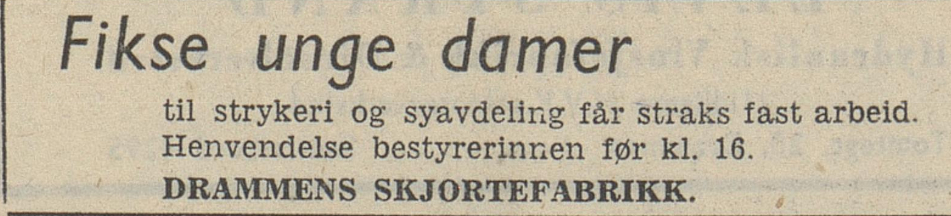 Fikse unge damer
til strykeri og syavdeling får straks fast arbeid.
Henvendelse bestyrerinnen før kl. 16.
DRAMMENS SKJORTEFABRIKK.